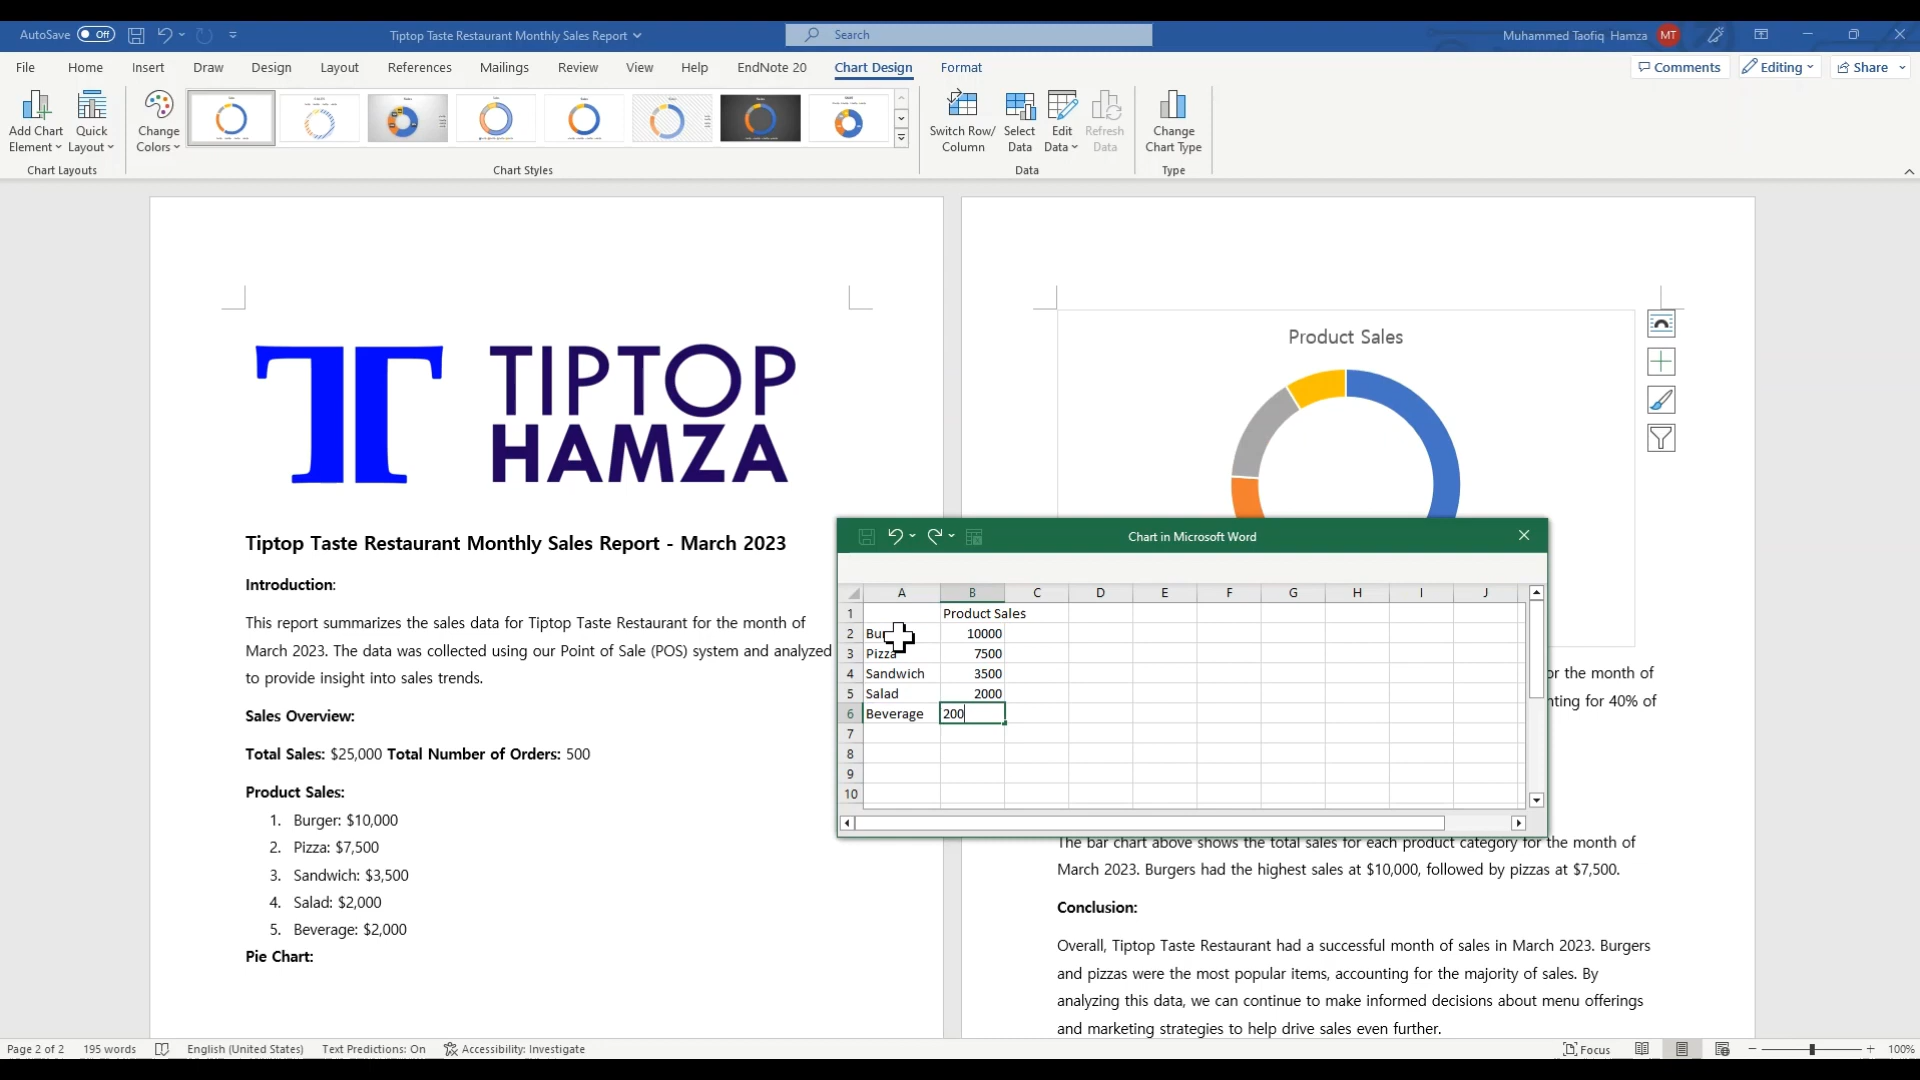 AutoSave Off
Tiptop Taste Restaurant Monthly Sales Report
Search
Muhammed Taofiq Hamza MT
File Home Insert Draw Design Layout References Mailings Review View Help EndNote 20 Chart Design Format
Comments Editing Share
Add Chart Element
Quick Layout
Change Colors
Switch Row/ Column
Select Data
Edit Data
Refresh Data
Change Chart Type
Chart Layouts
Chart Styles
Data
Type
TIPTOP
HAMZA
Tiptop Taste Restaurant Monthly Sales Report - March 2023
Introduction:
This report summarizes the sales data for Tiptop Taste Restaurant for the month of
March 2023. The data was collected using our Point of Sale (POS) system and analyzed
to provide insight into sales trends.
Sales Overview:
Total Sales: $25,000 Total Number of Orders: 500
Product Sales:
1. Burger: $10,000
2. Pizza: $7,500
3. Sandwich: $3,500
4. Salad: $2,000
5. Beverage: $2,000
Pie Chart:
Product Sales
Chart in Microsoft Word
A B C D E F G H I J
1 Product Sales
2 Bu 10000
3 Pizza 7500
4 Sandwich 3500
5 Salad 2000
6 Beverage 200
7
8
9
10
or the month of
nting for 40% of
The bar chart above shows the total sales for each product category for the month of
March 2023. Burgers had the highest sales at $10,000, followed by pizzas at $7,500.
Conclusion:
Overall, Tiptop Taste Restaurant had a successful month of sales in March 2023. Burgers
and pizzas were the most popular items, accounting for the majority of sales. By
analyzing this data, we can continue to make informed decisions about menu offerings
and marketing strategies to help drive sales even further.
Page 2 of 2 195 words English (United States) Text Predictions: On Accessibility: Investigate
Focus 100%